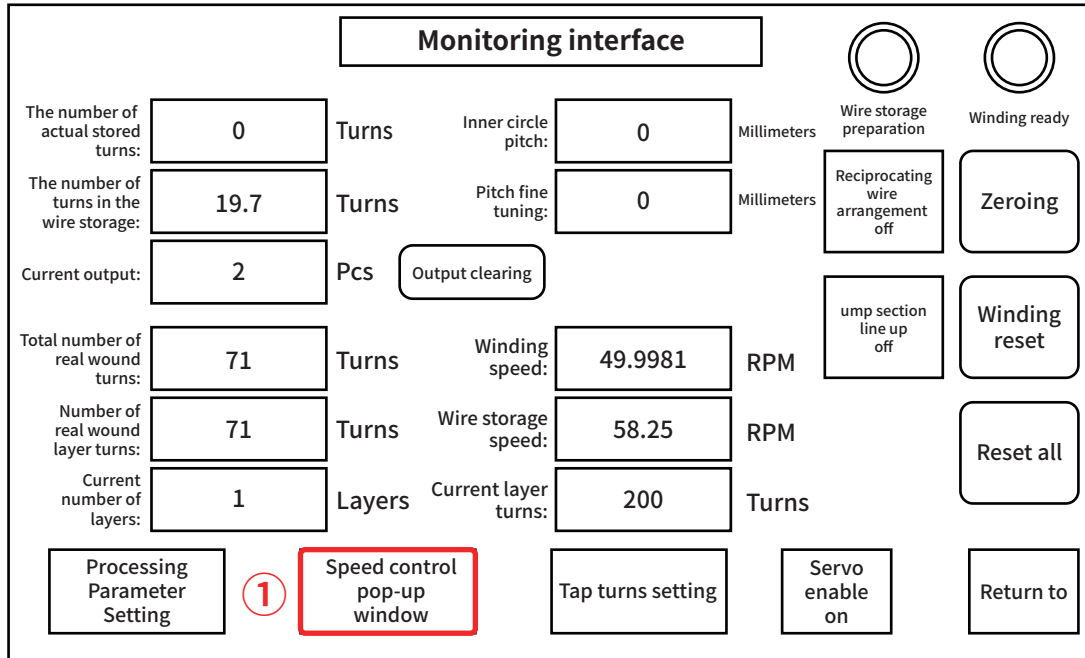 Monitoring interface
Wire storage
preparation
Winding ready
The number of
actual stored
turns:
0
Turns
Inner circle
pitch:
0
Millimeters
The number of
turns in the
wire storage:
19.7
Turns
Pitch fine
tuning:
0
Millimeters
Reciprocating
wire
arrangement
off
Zeroing
Current output:
2
Pcs
Output clearing
ump section
line up
off
Winding
reset
Total number of
real wound
turns:
71
Turns
Winding
speed:
49.9981
RPM
Number of
real wound
layer turns:
71
Turns
Wire storage
speed:
58.25
RPM
Reset all
Current
number of
layers:
1
Layers
Current layer
turns:
200
Turns
Processing
Parameter
Setting
①
Speed control
pop-up
window
Tap turns setting
Servo
enable
on
Return to